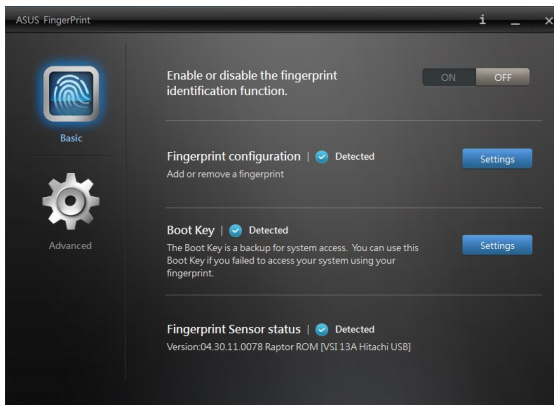 ASUS FingerPrint
Enable or disable the fingerprint
identification function.
ON OFF
Basic
Fingerprint configuration | Detected
Settings
Add or remove a fingerprint
Boot Key | Detected
Advanced
The Boot Key is a backup for system access. You can use this
Settings
Boot Key if you failed to access your system using your
fingerprint.
Fingerprint Sensor status | Detected
Version:04.30.11.0078 Raptor ROM [VSI 13A Hitachi USB]